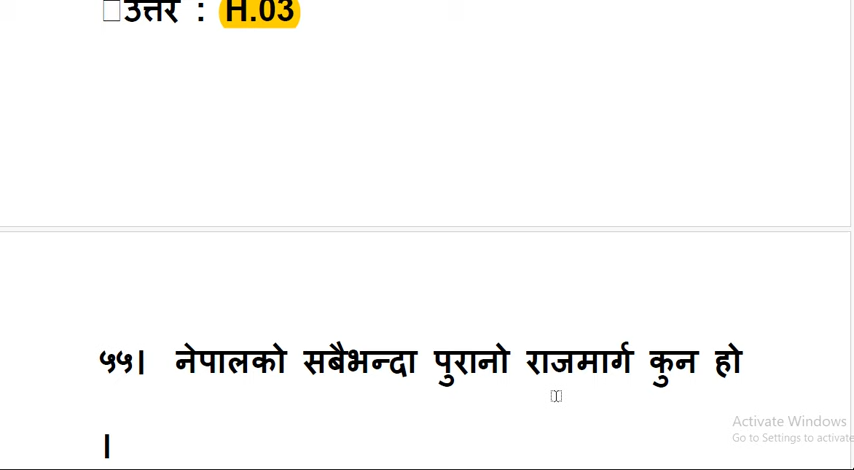 उत्तर : H.03
५५। नेपालको सबैभन्दा पुरानो राजमार्ग कुन हो
।
Activate Windows
Go to Settings to activate